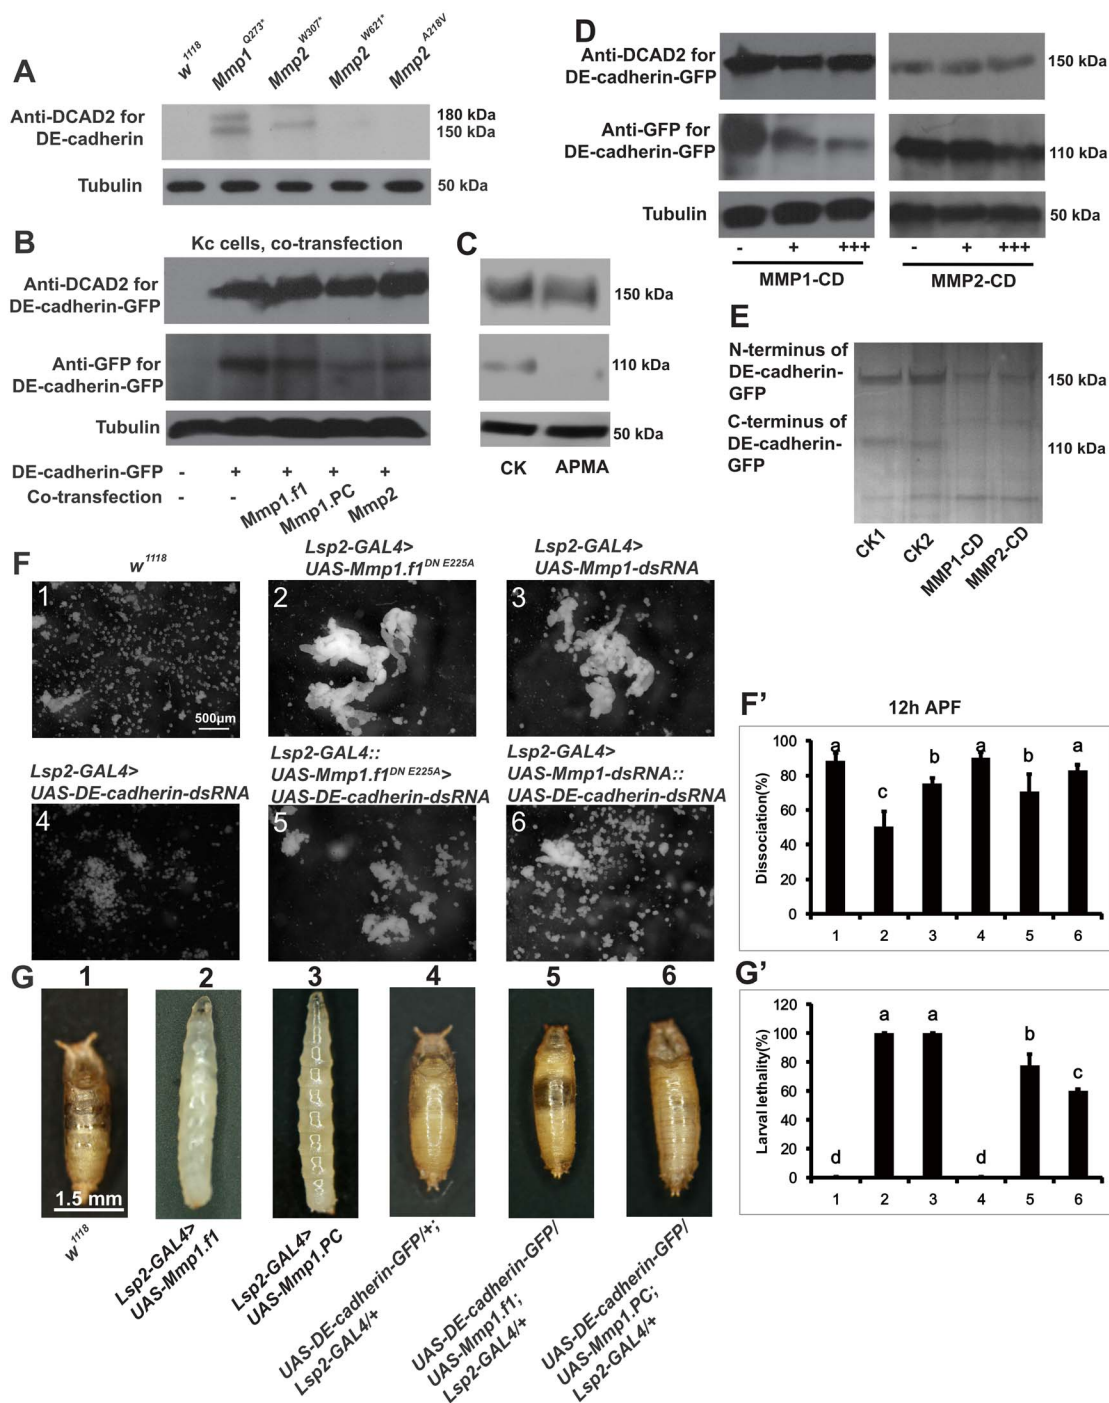 A
w1118
Mmp1Q273*
Mmp2W307*
Mmp2W621*
Mmp2A218V
Anti-DCAD2 for
DE-cadherin
180 kDa
150 kDa
Tubulin
50 kDa
B
Kc cells, co-transfection
Anti-DCAD2 for
DE-cadherin-GFP
Anti-GFP for
DE-cadherin-GFP
Tubulin
DE-cadherin-GFP - + + + +
Co-transfection - - Mmp1.f1 Mmp1.PC Mmp2
C
150 kDa
110 kDa
50 kDa
CK APMA
D
Anti-DCAD2 for
DE-cadherin-GFP
150 kDa
Anti-GFP for
DE-cadherin-GFP
110 kDa
Tubulin
50 kDa
- + +++ - + +++
MMP1-CD MMP2-CD
E
N-terminus of
DE-cadherin-
GFP
150 kDa
C-terminus of
DE-cadherin-
GFP
110 kDa
CK1 CK2 MMP1-CD MMP2-CD
F
w1118
1
500µm
Lsp2-GAL4>
UAS-Mmp1.f1DN E225A
2
Lsp2-GAL4>
UAS-Mmp1-dsRNA
3
Lsp2-GAL4>
UAS-DE-cadherin-dsRNA
4
Lsp2-GAL4::
UAS-Mmp1.f1DN E225A>
UAS-DE-cadherin-dsRNA
5
Lsp2-GAL4>
UAS-Mmp1-dsRNA::
UAS-DE-cadherin-dsRNA
6
F'
12h APF
Dissociation(%)
100
80
60
40
20
0
a b c a b a
1 2 3 4 5 6
G
1 2 3 4 5 6
1.5 mm
w1118
Lsp2-GAL4>
UAS-Mmp1.f1
Lsp2-GAL4>
UAS-Mmp1.PC
UAS-DE-cadherin-GFP/+;
Lsp2-GAL4/+
UAS-DE-cadherin-GFP/
UAS-Mmp1.f1;
Lsp2-GAL4/+
UAS-DE-cadherin-GFP/
UAS-Mmp1.PC;
Lsp2-GAL4/+
G'
Larval lethality(%)
120
100
80
60
40
20
0
d a a d b c
1 2 3 4 5 6